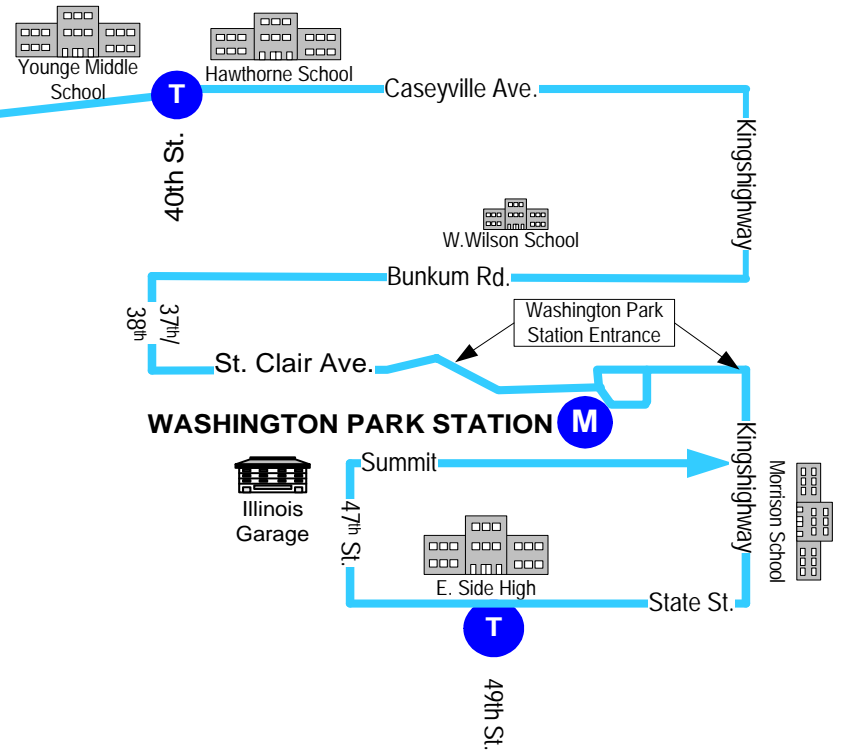 Younge Middle
School
Hawthorne School
T
Caseyville Ave.
40th St.
Kingshighway
W.Wilson School
Bunkum Rd.
37th/
38th
Washington Park
Station Entrance
St. Clair Ave.
WASHINGTON PARK STATION
M
Summit
Kingshighway
Morrison School
Illinois
Garage
47th St.
E. Side High
State St.
T
49th St.